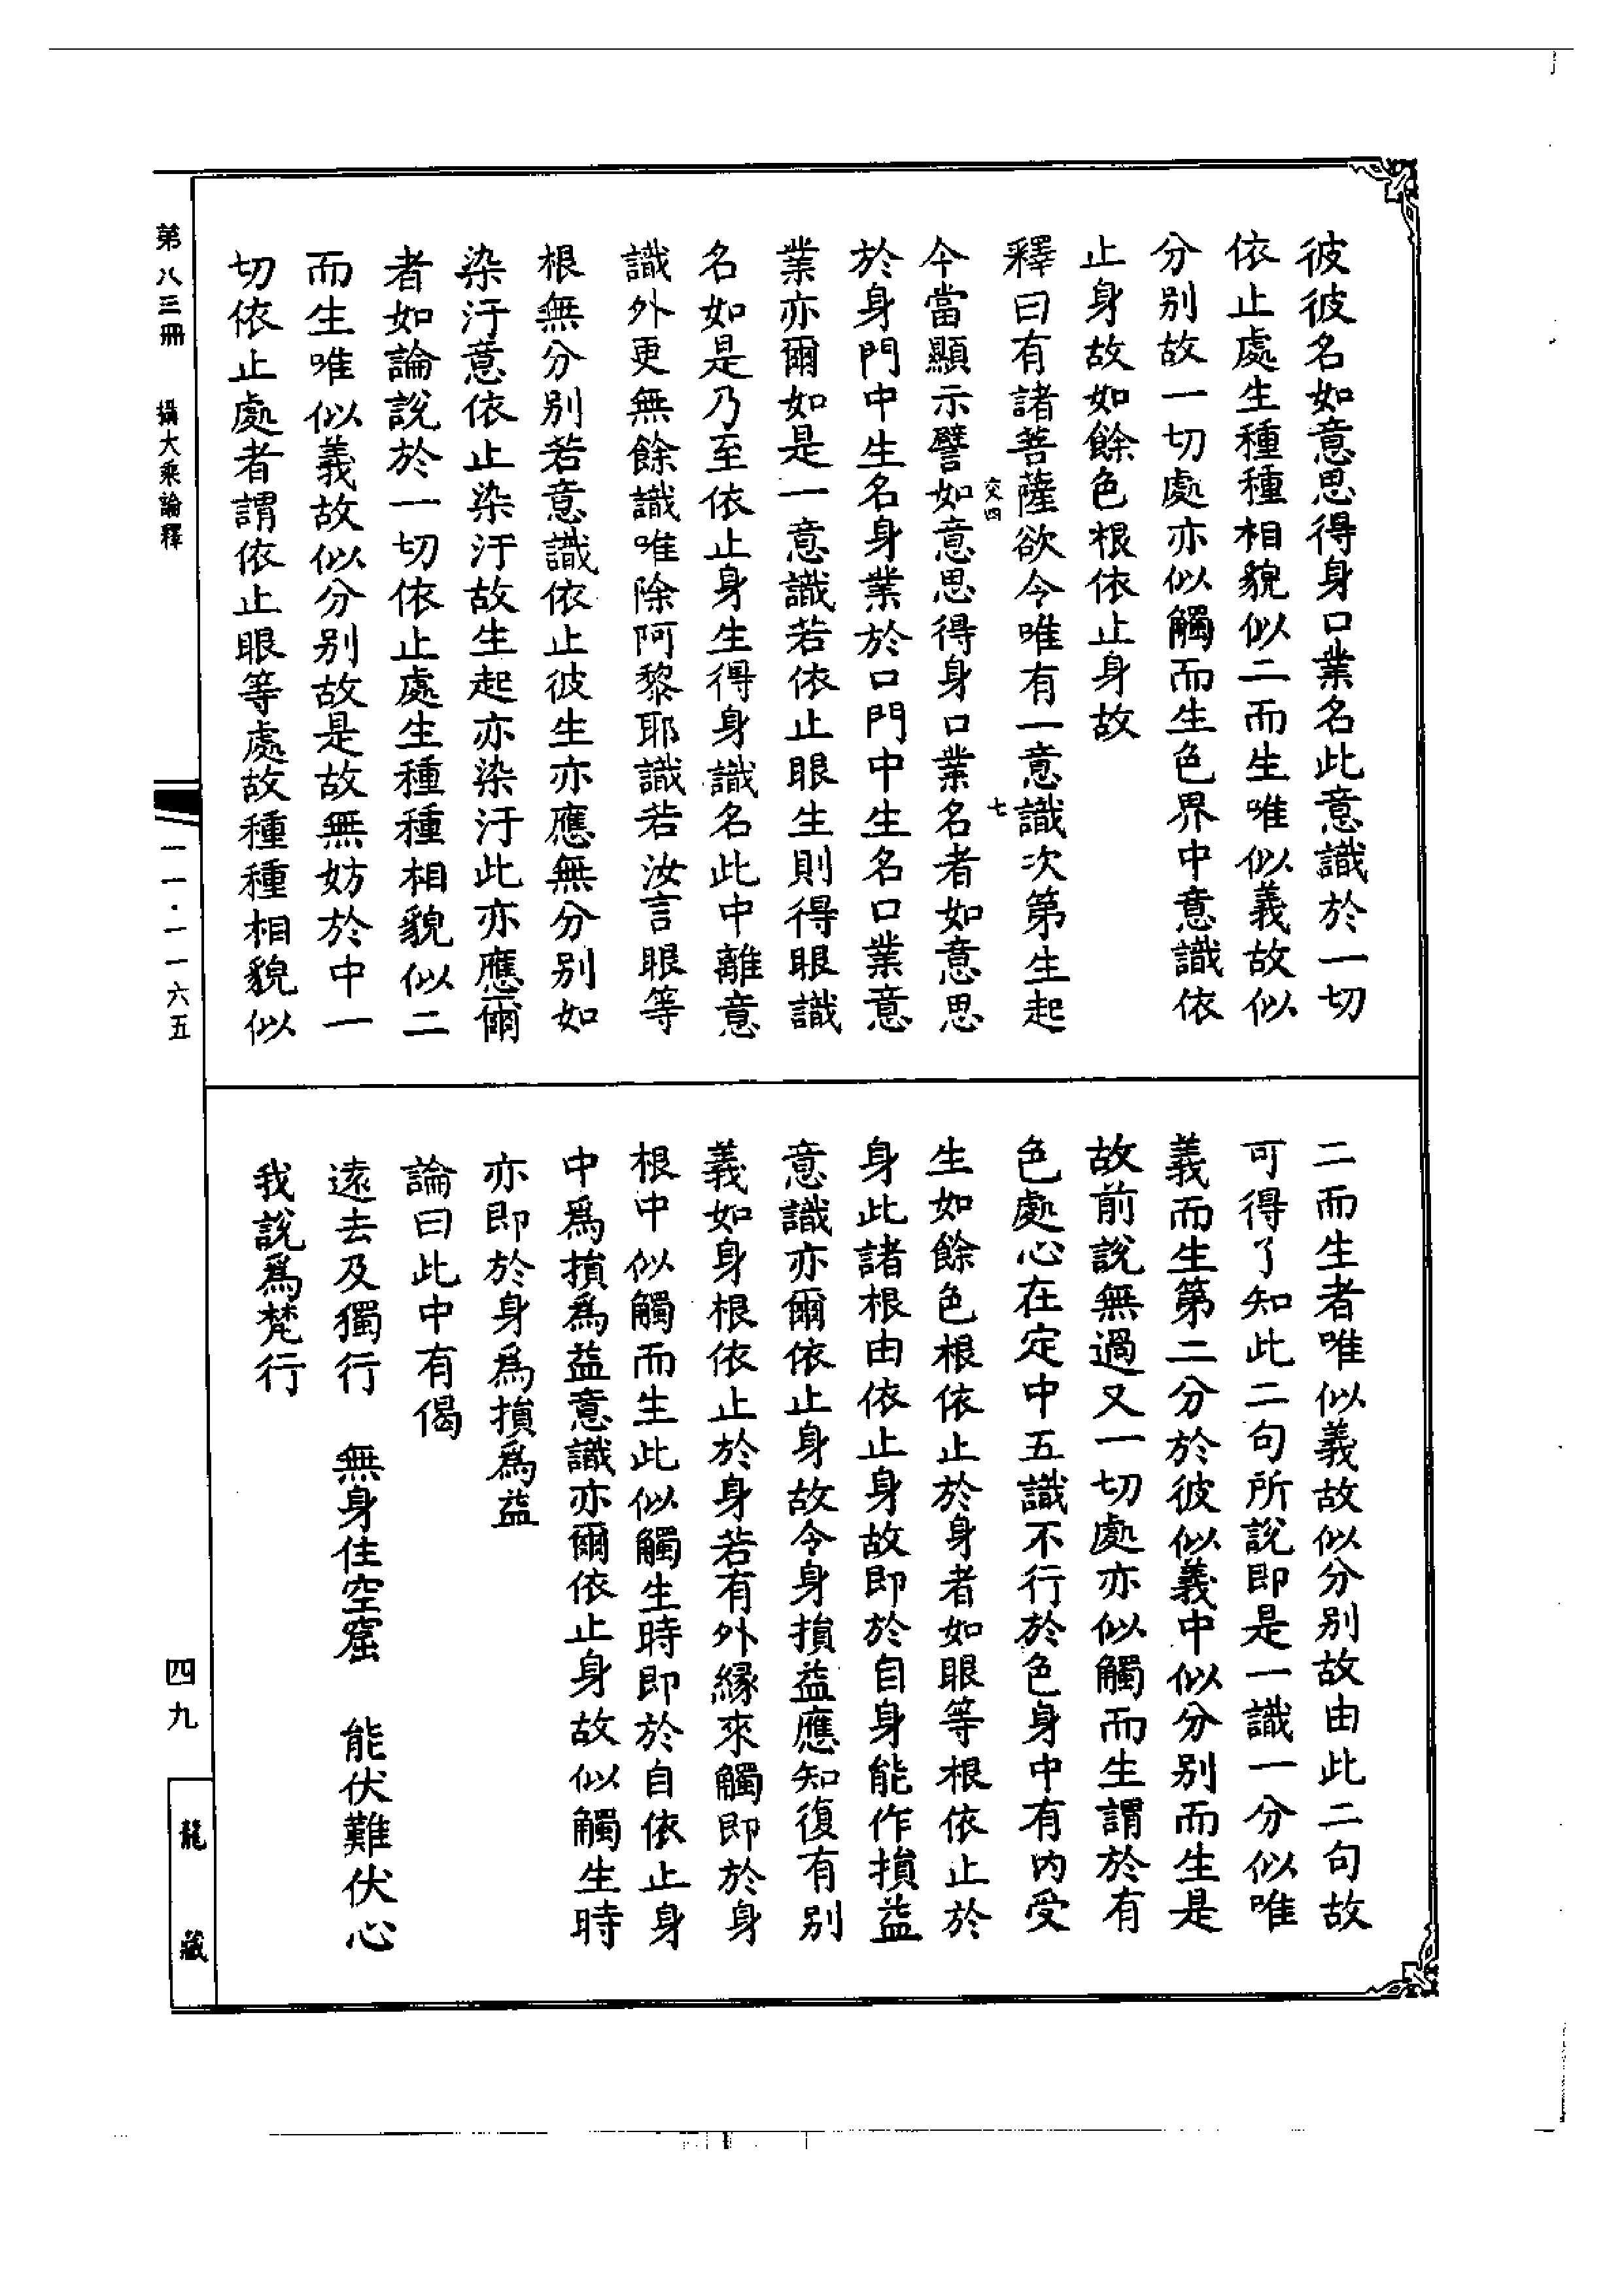 彼彼名如意思得身口業名此意識於一切
依止處生種種相貌似二而生唯似義故似
分別故一切處亦似觸而生色界中意識依
止身故如餘色根依止身故
釋曰有諸菩薩欲令唯有一意識次第生起
交四
七
今當顯示譬如意思得身口業名者如意思
於身門中生名身業於口門中生名口業意
業亦爾如是一意識若依止眼生則得眼識
名如是乃至依止身生得身識名此中離意
識外更無餘識唯除阿黎耶識若汝言眼等
根無分別若意識依止彼生亦應無分別如
染汙意依止染汙故生起亦染汙此亦應爾
者如論說於一切依止處生種種相貌似二
而生唯似義故似分別故是故無妨於中一
切依止處者謂依止眼等處故種種相貌似
二而生者唯似義故似分別故由此二句故
可得了知此二句所說即是一識一分似唯
義而生第二分於彼似義中似分別而生是
故前說無過又一切處亦似觸而生謂於有
色處心在定中五識不行於色身中有內受
生如餘色根依止於身者如眼等根依止於
身此諸根由依止身故即於自身能作損益
意識亦爾依止身故令身損益應知復有別
義如身根依止於身若有外緣來觸即於身
根中似觸而生此似觸生時即於自依止身
中爲損爲益意識亦爾依止身故似觸生時
亦即於身爲損爲益
論曰此中有偈
遠去及獨行　無身住空窟　能伏難伏心
我說爲梵行
第八三冊　攝大乘論釋
一一·一一六五
四九
龍藏